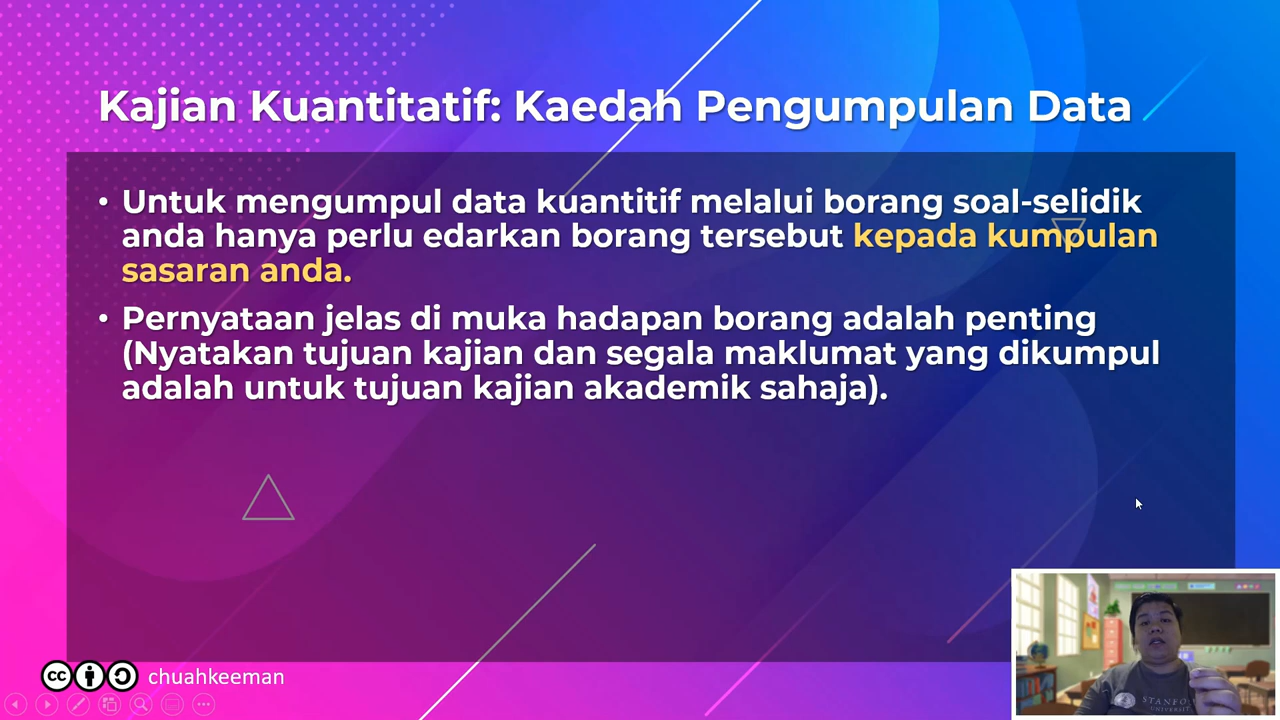 Kajian Kuantitatif: Kaedah Pengumpulan Data
• Untuk mengumpul data kuantitif melalui borang soal-selidik
anda hanya perlu edarkan borang tersebut kepada kumpulan
sasaran anda.
• Pernyataan jelas di muka hadapan borang adalah penting
(Nyatakan tujuan kajian dan segala maklumat yang dikumpul
adalah untuk tujuan kajian akademik sahaja).
cc chuahkeeman
STANFO